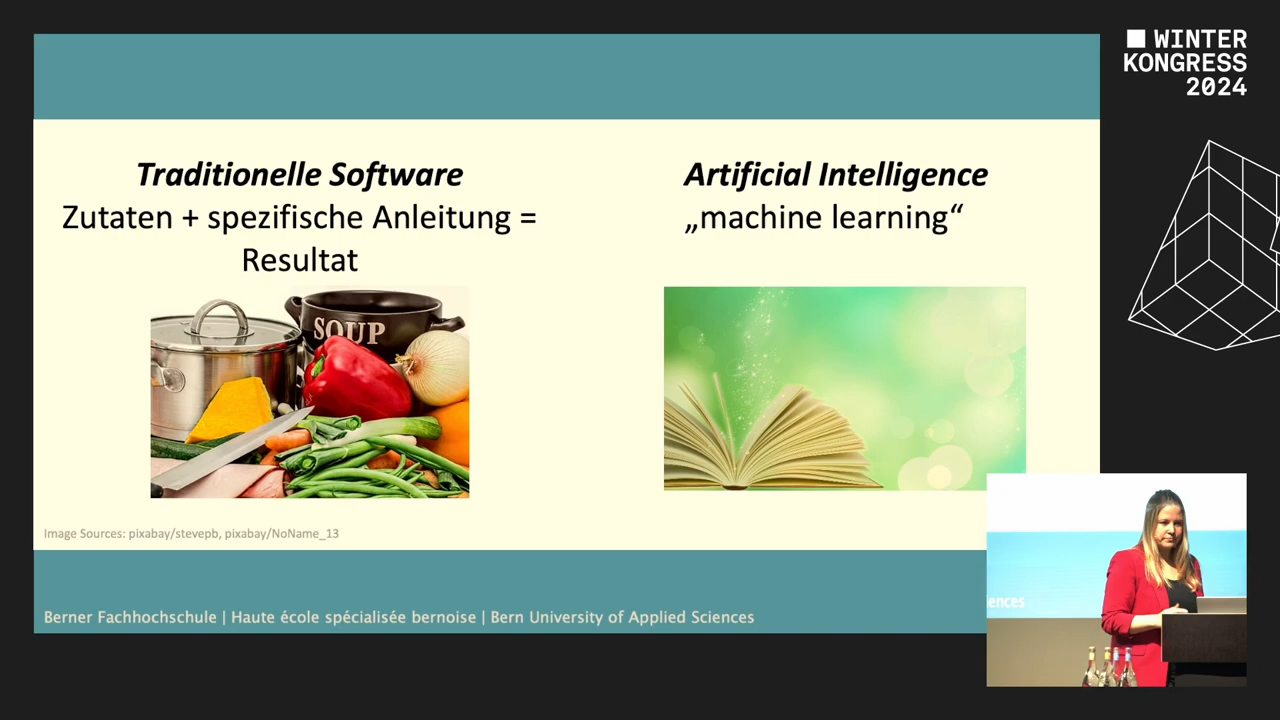 WINTER
KONGRESS
2024
Traditionelle Software
Zutaten + spezifische Anleitung =
Resultat
Artificial Intelligence
„machine learning“
SOUP
Image Sources: pixabay/stevepb, pixabay/NoName_13
Berner Fachhochschule | Haute école spécialisée bernoise | Bern University of Applied Sciences